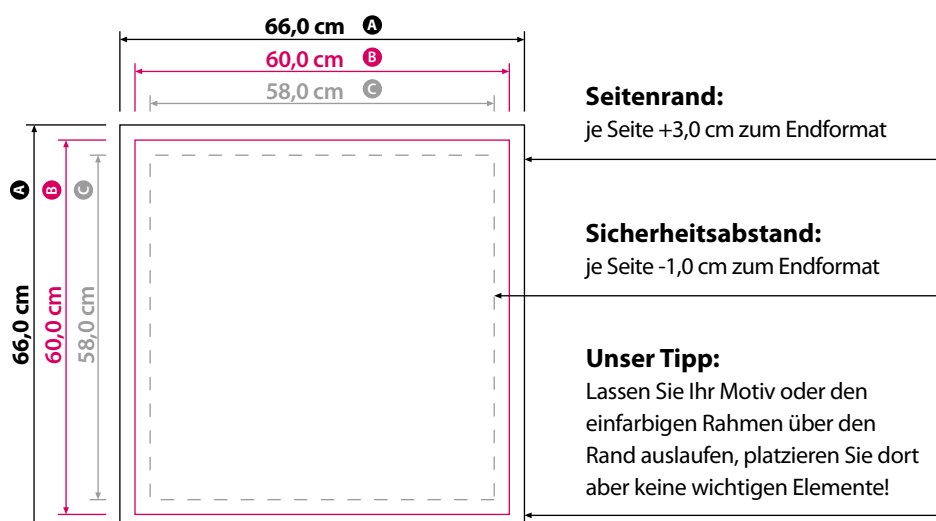 66,0 cm A
60,0 cm B
58,0 cm C
66,0 cm A
60,0 cm B
58,0 cm C
Seitenrand:
je Seite +3,0 cm zum Endformat
Sicherheitsabstand:
je Seite -1,0 cm zum Endformat
Unser Tipp:
Lassen Sie Ihr Motiv oder den
einfarbigen Rahmen über den
Rand auslaufen, platzieren Sie dort
aber keine wichtigen Elemente!